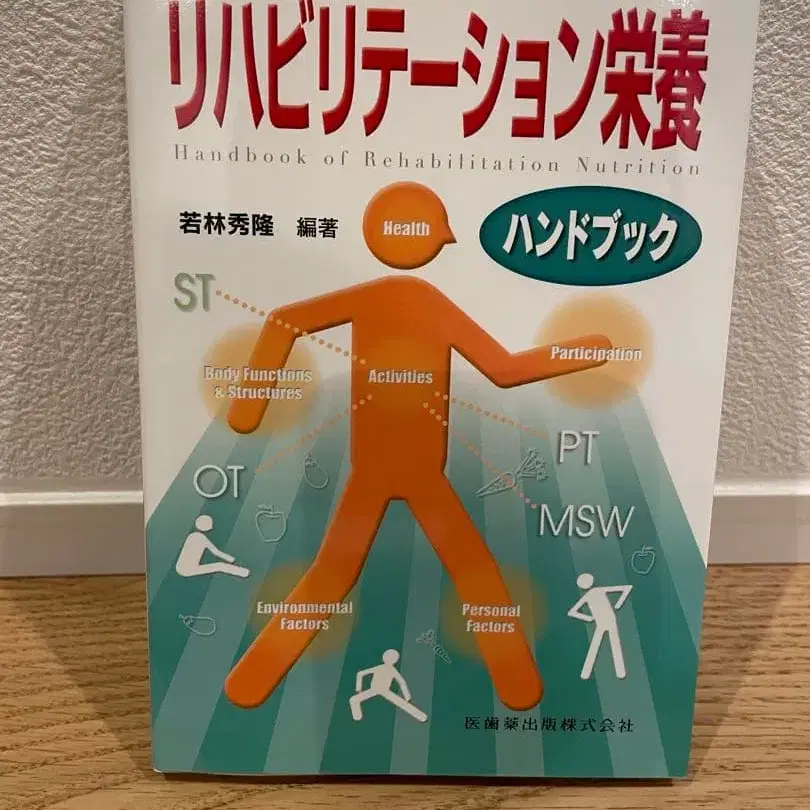 リハビリテーション栄養
Handbook of Rehabilitation Nutrition
若林秀隆 編著
ハンドブック
Health
ST
Body Functions
& Structures
Activities
Participation
OT
PT
MSW
Environmental
Factors
Personal
Factors
医歯薬出版株式会社